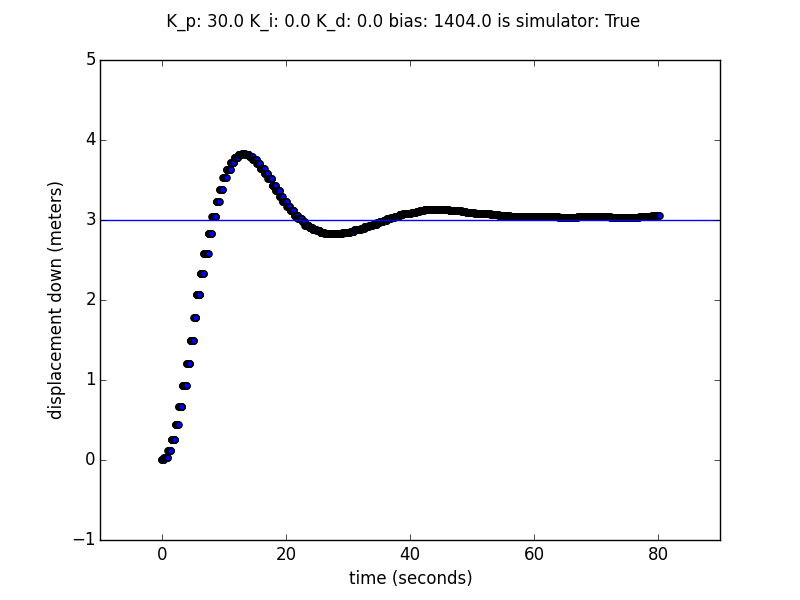 K_p: 30.0 K_i: 0.0 K_d: 0.0 bias: 1404.0 is simulator: True
5
4
3
2
1
0
−1
displacement down (meters)
0 20 40 60 80
time (seconds)